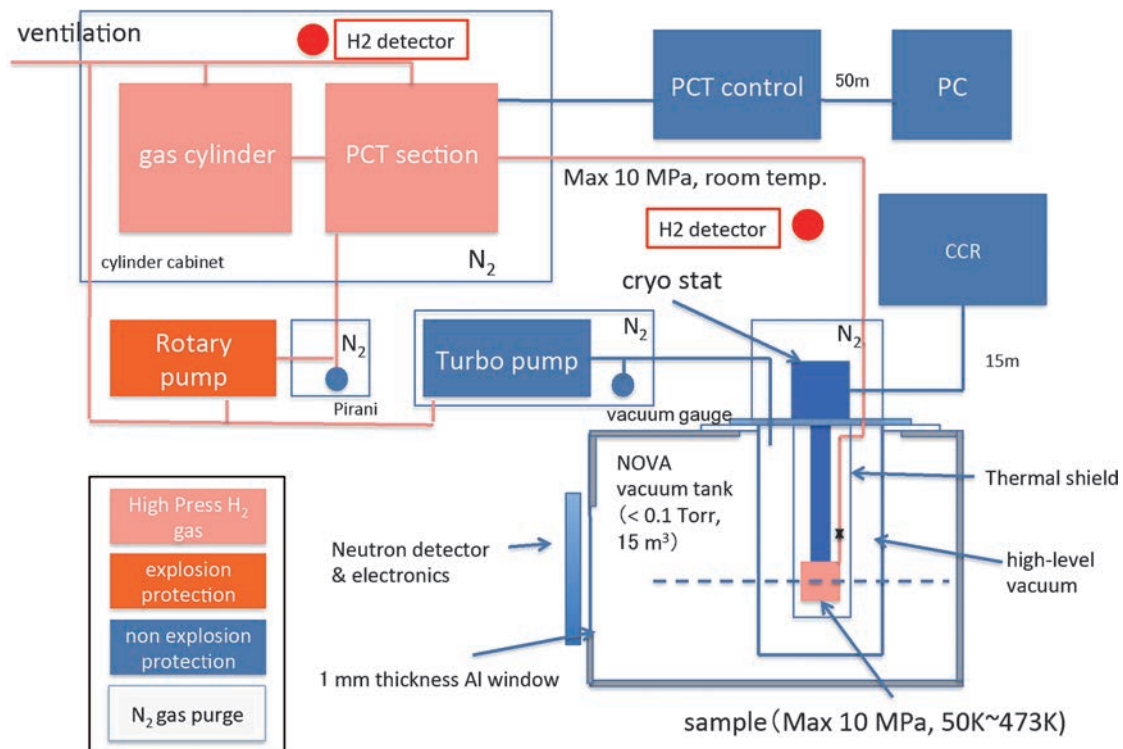 ventilation
H2 detector
gas cylinder
PCT section
PCT control
50m
PC
Max 10 MPa, room temp.
H2 detector
CCR
cylinder cabinet
N₂
cryo stat
Rotary
pump
N₂
Pirani
Turbo pump
N₂
vacuum gauge
N₂
15m
High Press H₂
gas
explosion
protection
non explosion
protection
N₂ gas purge
NOVA
vacuum tank
(< 0.1 Torr,
15 m³)
Thermal shield
Neutron detector
& electronics
high-level
vacuum
1 mm thickness Al window
sample (Max 10 MPa, 50K~473K)